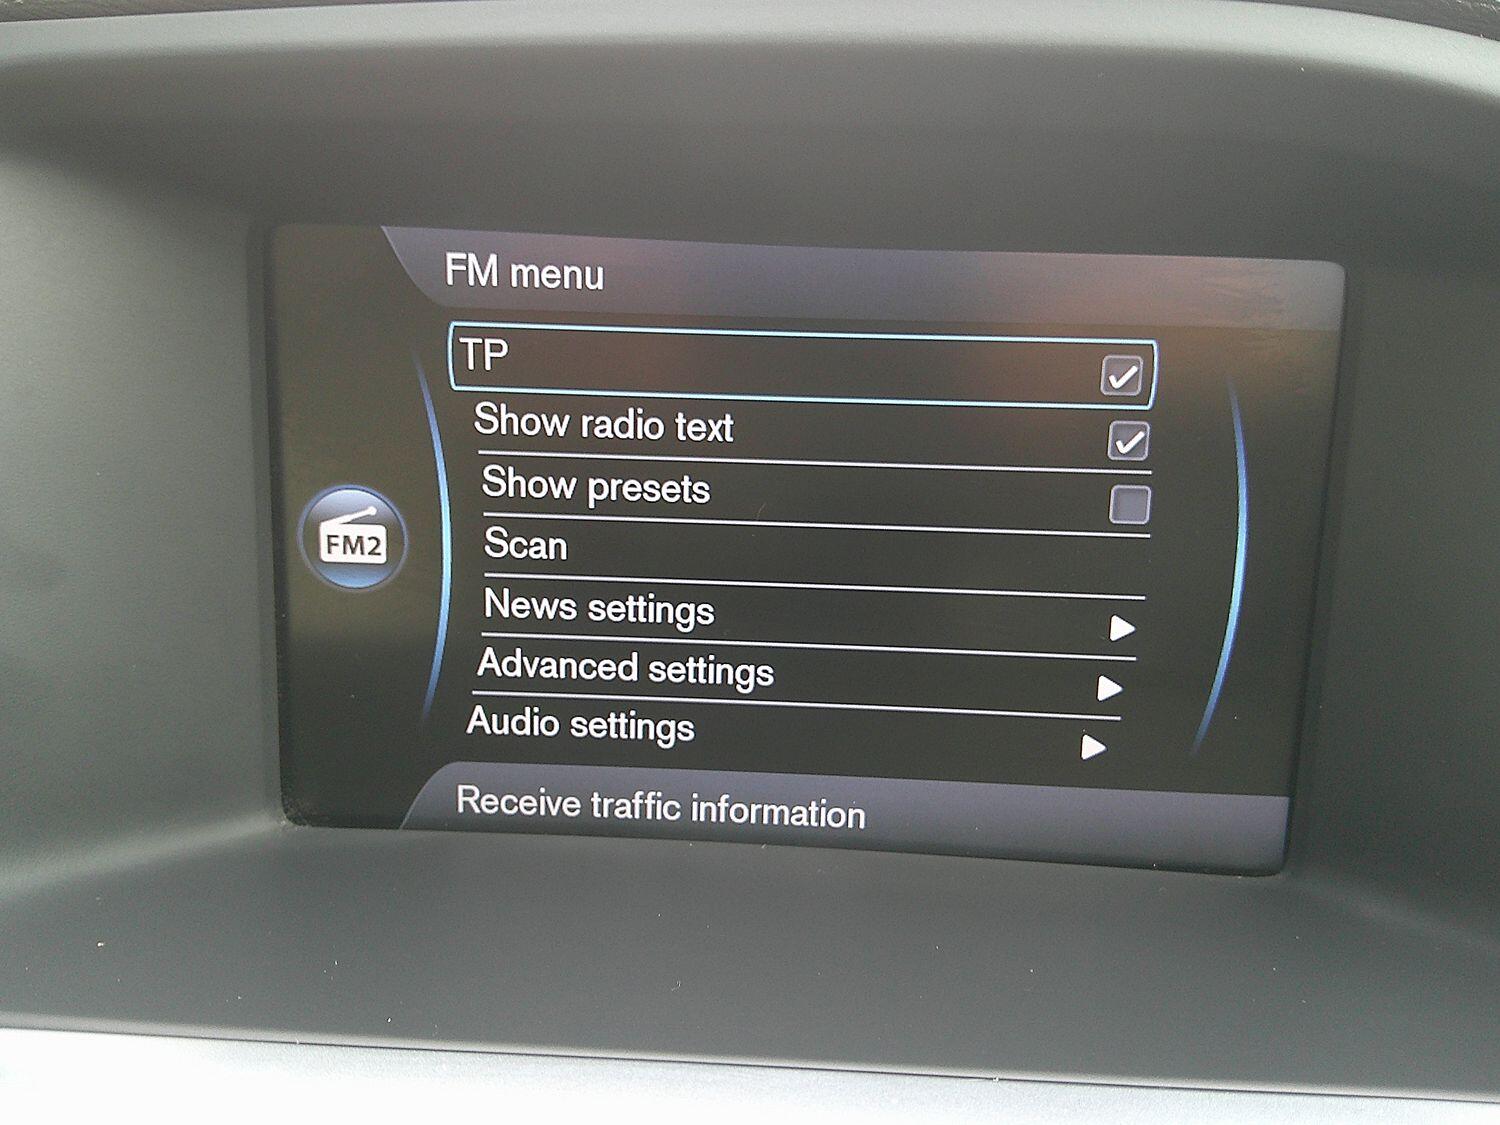 FM menu
TP
Show radio text
Show presets
Scan
News settings
Advanced settings
Audio settings
FM2
Receive traffic information